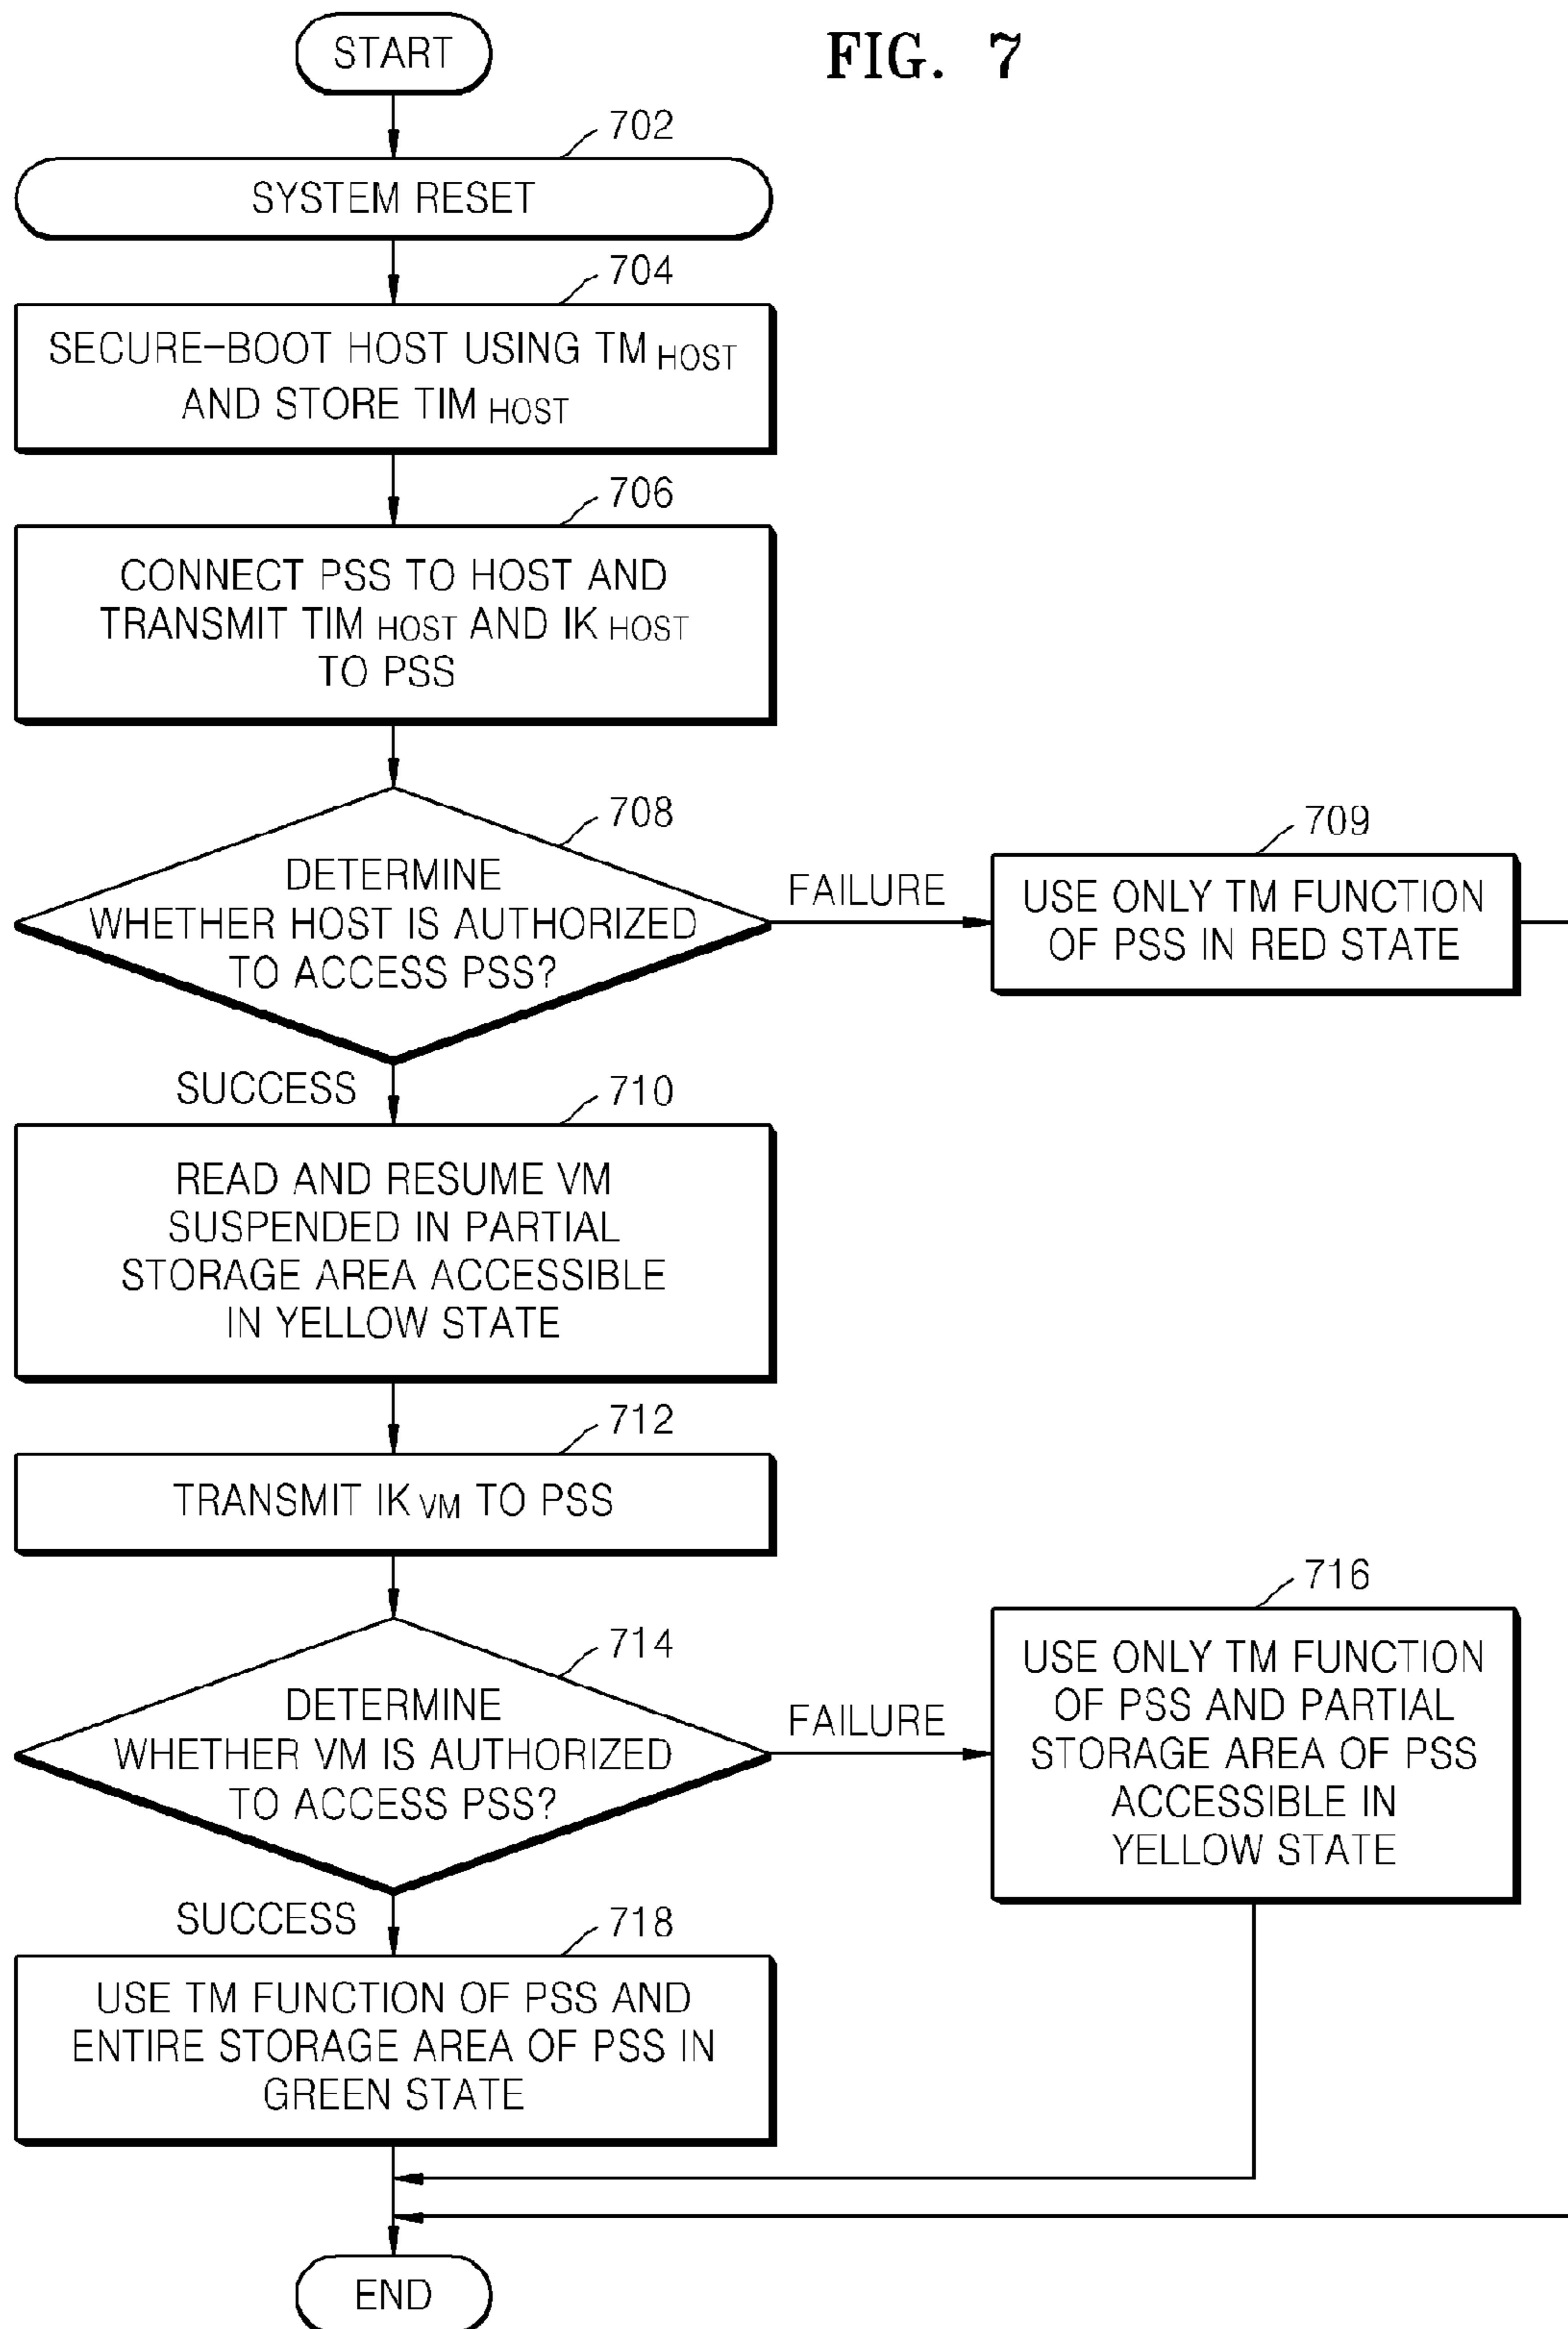 FIG. 7
START
702
SYSTEM RESET
704
SECURE-BOOT HOST USING TM HOST
AND STORE TIM HOST
706
CONNECT PSS TO HOST AND
TRANSMIT TIM HOST AND IK HOST
TO PSS
708
DETERMINE
WHETHER HOST IS AUTHORIZED
TO ACCESS PSS?
FAILURE
709
USE ONLY TM FUNCTION
OF PSS IN RED STATE
SUCCESS
710
READ AND RESUME VM
SUSPENDED IN PARTIAL
STORAGE AREA ACCESSIBLE
IN YELLOW STATE
712
TRANSMIT IK VM TO PSS
714
DETERMINE
WHETHER VM IS AUTHORIZED
TO ACCESS PSS?
FAILURE
716
USE ONLY TM FUNCTION
OF PSS AND PARTIAL
STORAGE AREA OF PSS
ACCESSIBLE IN
YELLOW STATE
SUCCESS
718
USE TM FUNCTION OF PSS AND
ENTIRE STORAGE AREA OF PSS IN
GREEN STATE
END